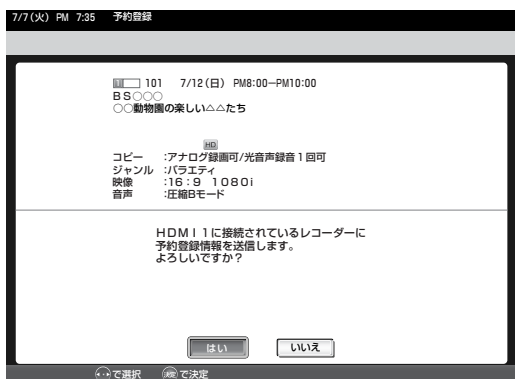 7/7(火) PM 7:35 予約登録
101 7/12(日) PM8:00-PM10:00
BS○○○
○○動物園の楽しい△△たち
HD
コピー :アナログ録画可/光音声録音1回可
ジャンル :バラエティ
映像 :16:9 1080i
音声 :圧縮Bモード
HDMI1に接続されているレコーダーに
予約登録情報を送信します。
よろしいですか?
はい いいえ
で選択 決定で決定